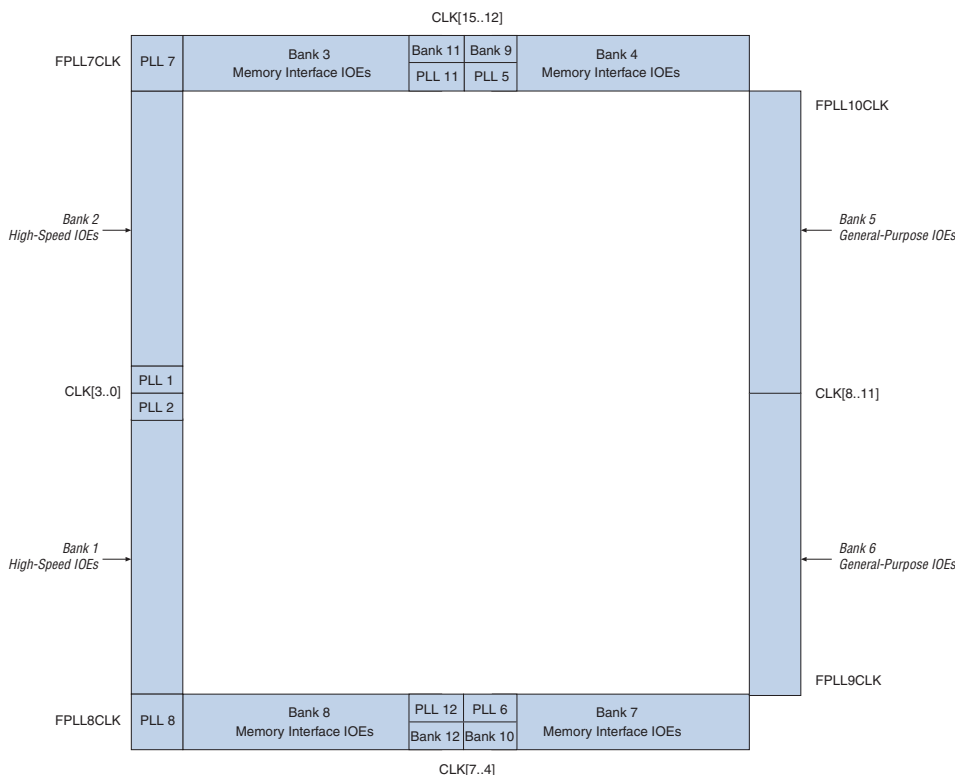 CLK[15..12]
FPLL7CLK
PLL 7
Bank 3
Memory Interface IOEs
Bank 11
Bank 9
PLL 11
PLL 5
Bank 4
Memory Interface IOEs
FPLL10CLK
Bank 2
High-Speed IOEs
Bank 5
General-Purpose IOEs
PLL 1
CLK[3..0]
PLL 2
CLK[8..11]
Bank 1
High-Speed IOEs
Bank 6
General-Purpose IOEs
FPLL9CLK
FPLL8CLK
PLL 8
Bank 8
Memory Interface IOEs
PLL 12
PLL 6
Bank 12
Bank 10
Bank 7
Memory Interface IOEs
CLK[7..4]